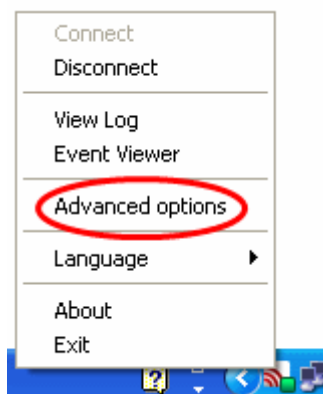 Connect
Disconnect
View Log
Event Viewer
Advanced options
Language
About
Exit